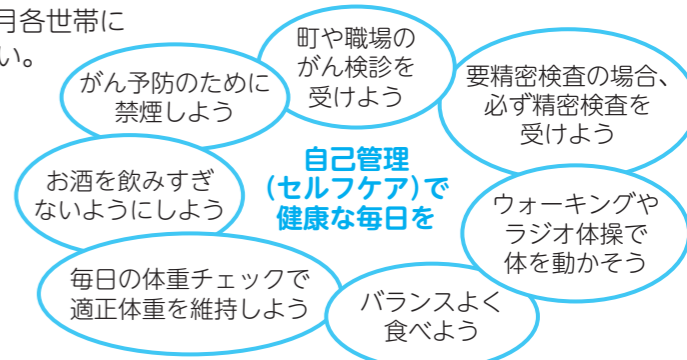 月各世帯に
い。
町や職場の
がん検診を
受けよう
がん予防のために
禁煙しよう
要精密検査の場合、
必ず精密検査を
受けよう
自己管理
(セルフケア)で
健康な毎日を
お酒を飲みすぎ
ないようにしよう
ウォーキングや
ラジオ体操で
体を動かそう
毎日の体重チェックで
適正体重を維持しよう
バランスよく
食べよう